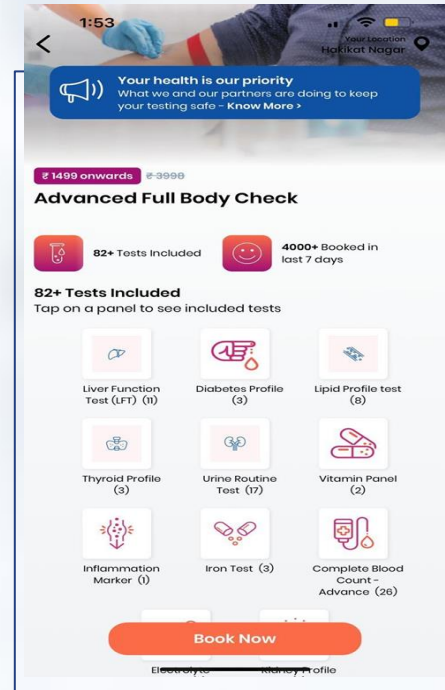 1:53
Your Location
Hakikat Nagar
Your health is our priority
What we and our partners are doing to keep
your testing safe – Know More >
₹1499 onwards ₹3998
Advanced Full Body Check
82+ Tests Included
4000+ Booked in
last 7 days
82+ Tests Included
Tap on a panel to see included tests
Liver Function
Test (LFT) (11)
Diabetes Profile
(3)
Lipid Profile test
(8)
Thyroid Profile
(3)
Urine Routine
Test (17)
Vitamin Panel
(2)
Inflammation
Marker (1)
Iron Test (3)
Complete Blood
Count -
Advance (26)
Book Now
Electrolyte
Kidney Profile